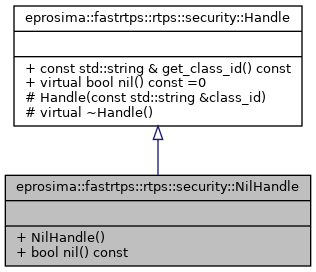 eprosima::fastrtps::rtps::security::Handle
+ const std::string & get_class_id() const
+ virtual bool nil() const =0
# Handle(const std::string &class_id)
# virtual ~Handle()
eprosima::fastrtps::rtps::security::NilHandle
+ NilHandle()
+ bool nil() const